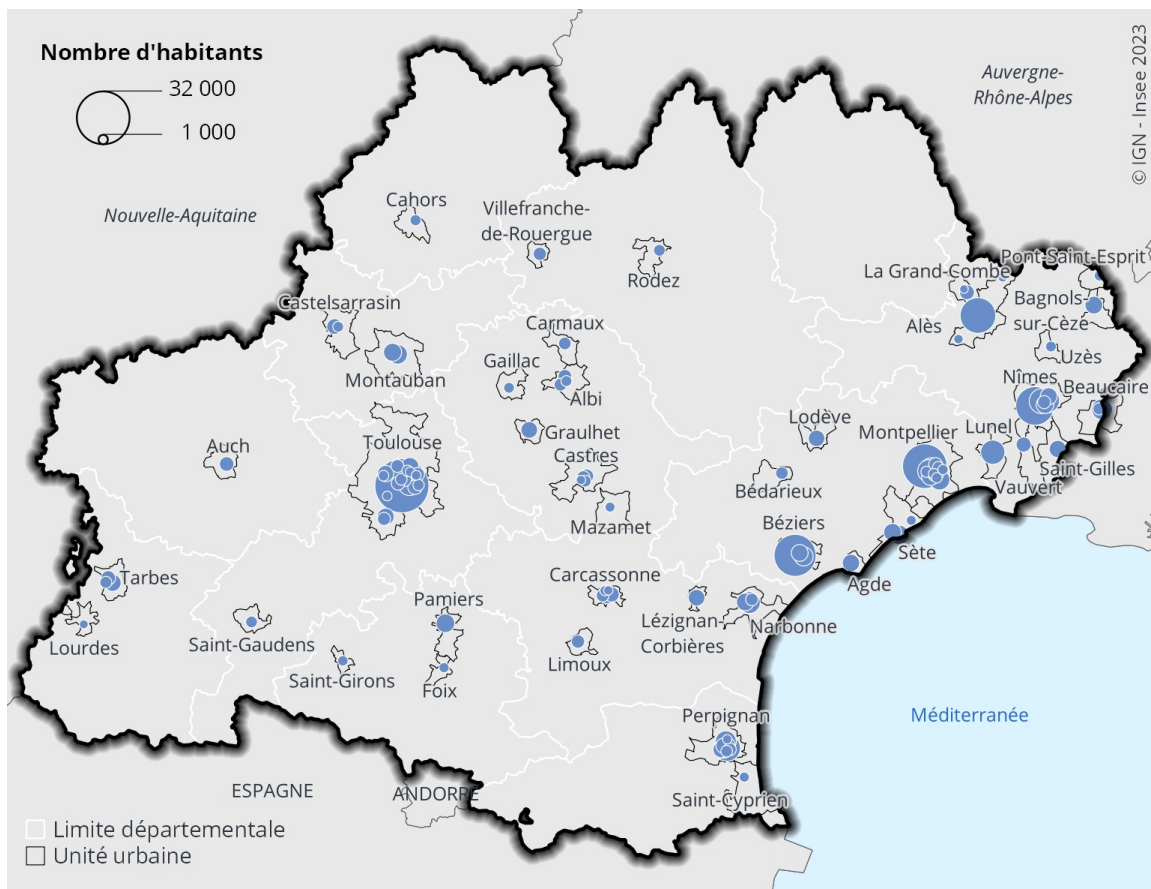 Nombre d'habitants
32 000
1 000
Auvergne-
Rhône-Alpes
© IGN - Insee 2023
Nouvelle-Aquitaine
Cahors
Villefranche-
de-Rouergue
Rodez
La Grand-Combe
Pont-Saint-Esprit
Bagnols-
sur-Cèze
Alès
Uzès
Castelsarrasin
Montauban
Carmaux
Gaillac
Albi
Nîmes
Beaucaire
Auch
Toulouse
Graulhet
Castres
Mazamet
Lodève
Montpellier
Lunel
Saint-Gilles
Vauvert
Bédarieux
Béziers
Sète
Agde
Tarbes
Lourdes
Saint-Gaudens
Pamiers
Saint-Girons
Foix
Carcassonne
Limoux
Lézignan-
Corbières
Narbonne
Perpignan
Saint-Cyprien
Méditerranée
ESPAGNE
ANDORRE
Limite départementale
Unité urbaine